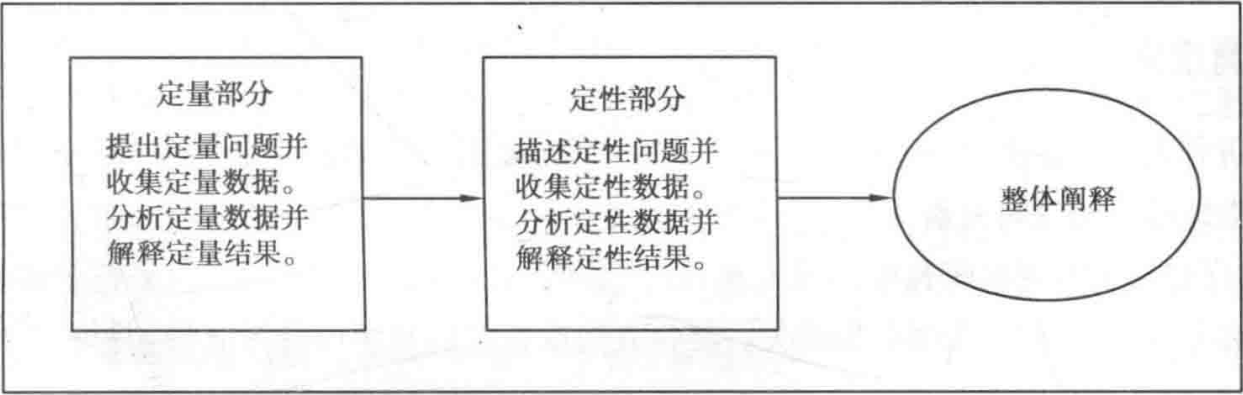 定量部分
提出定量问题并
收集定量数据。
分析定量数据并
解释定量结果。
定性部分
描述定性问题并
收集定性数据。
分析定性数据并
解释定性结果。
整体阐释